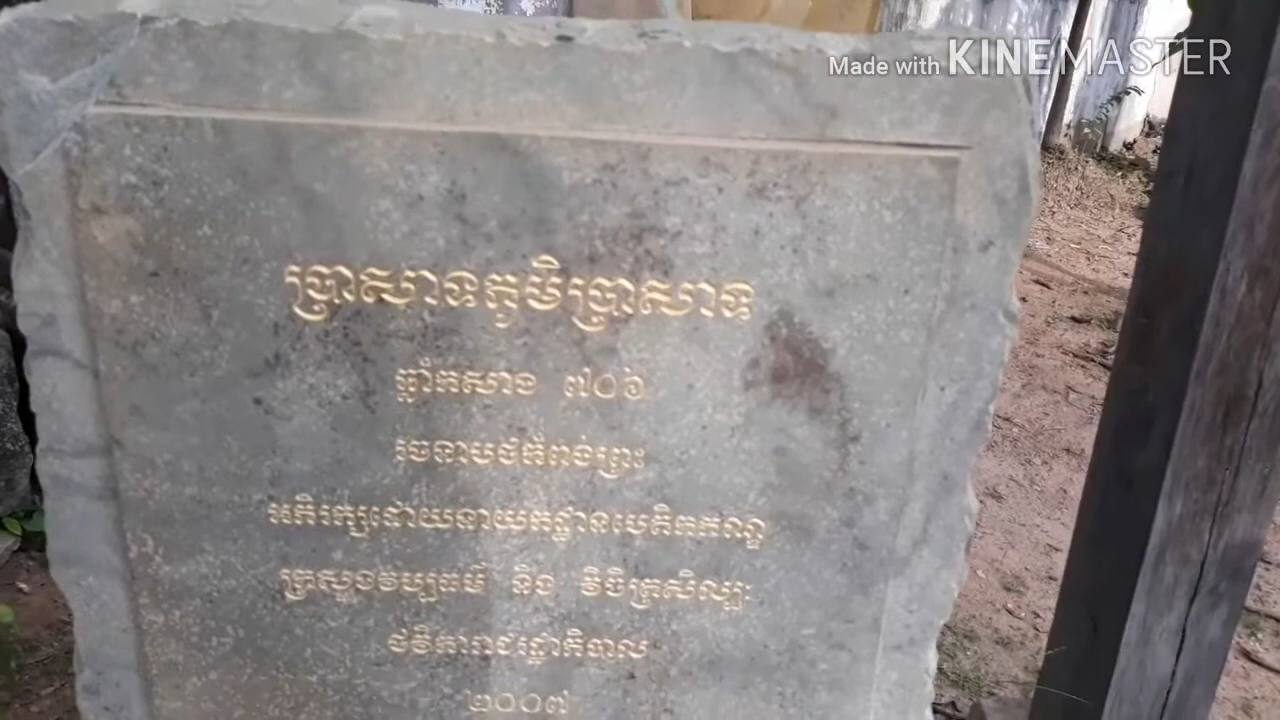 Made with KINEMASTER
ប្រាសាទភូមិប្រាសាទ
ឆ្នាំកសាង ៧០៦
រចនាបថកំពង់ព្រះ
អភិរក្សដោយនាយកដ្ឋានបេតិកភណ្ឌ
ក្រសួងវប្បធម៌ និង វិចិត្រសិល្បៈ
ថវិការាជរដ្ឋាភិបាល
២០០៧